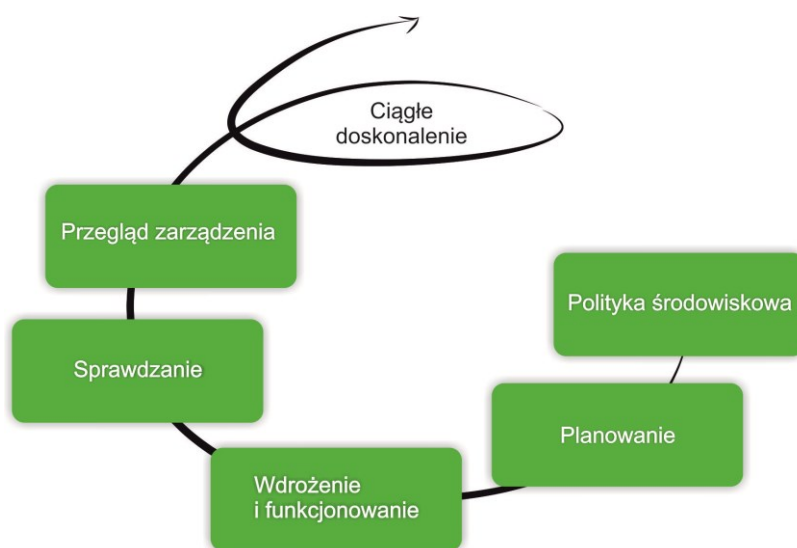 Ciągłe
doskonalenie
Przegląd zarządzenia
Polityka środowiskowa
Sprawdzanie
Planowanie
Wdrożenie
i funkcjonowanie